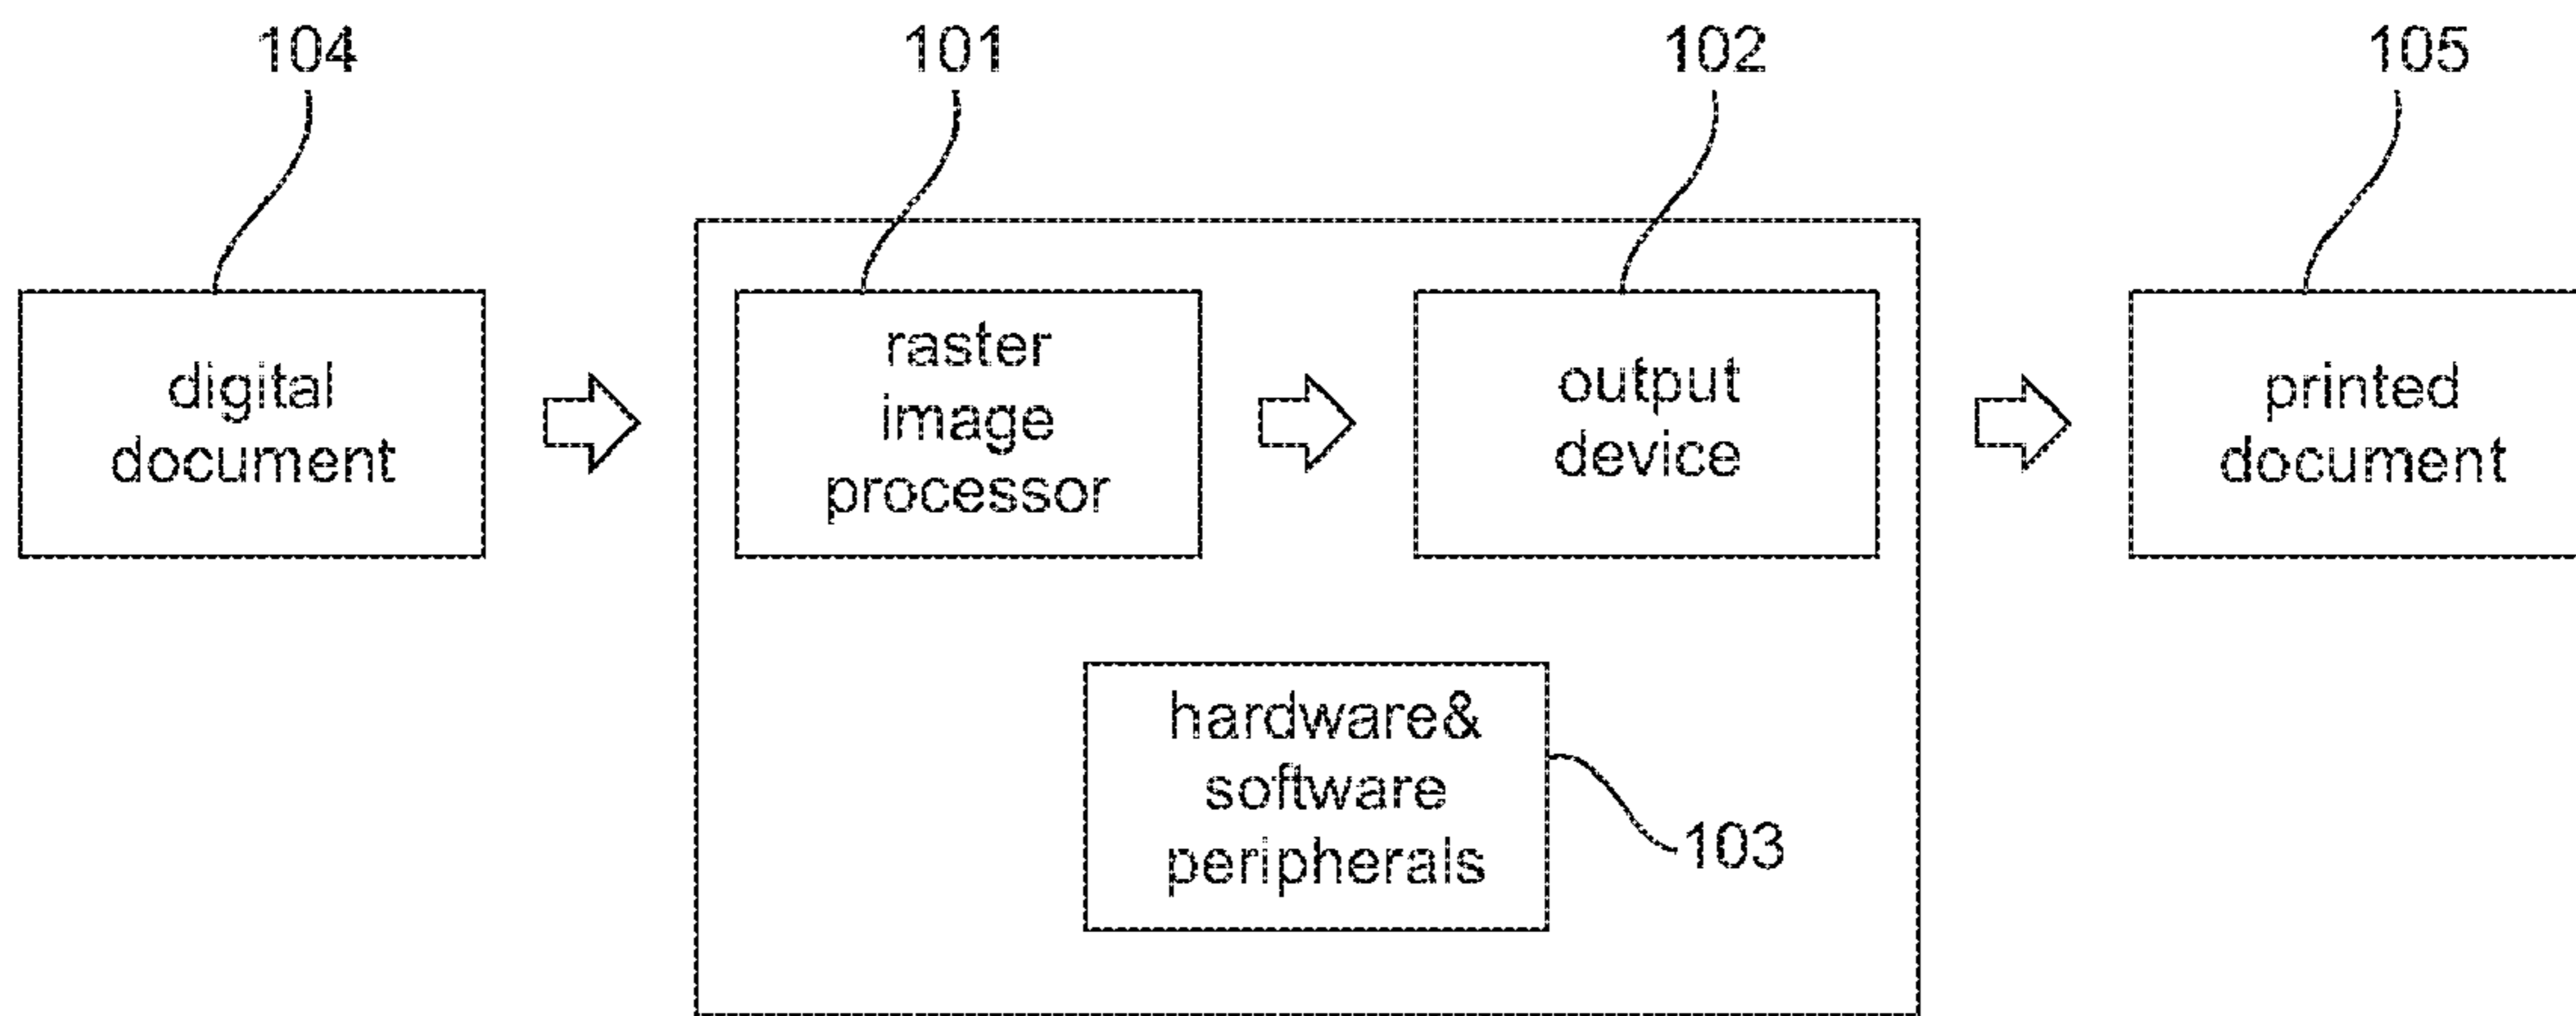 104
101
102
105
digital
document
raster
image
processor
output
device
printed
document
hardware&
software
peripherals
103